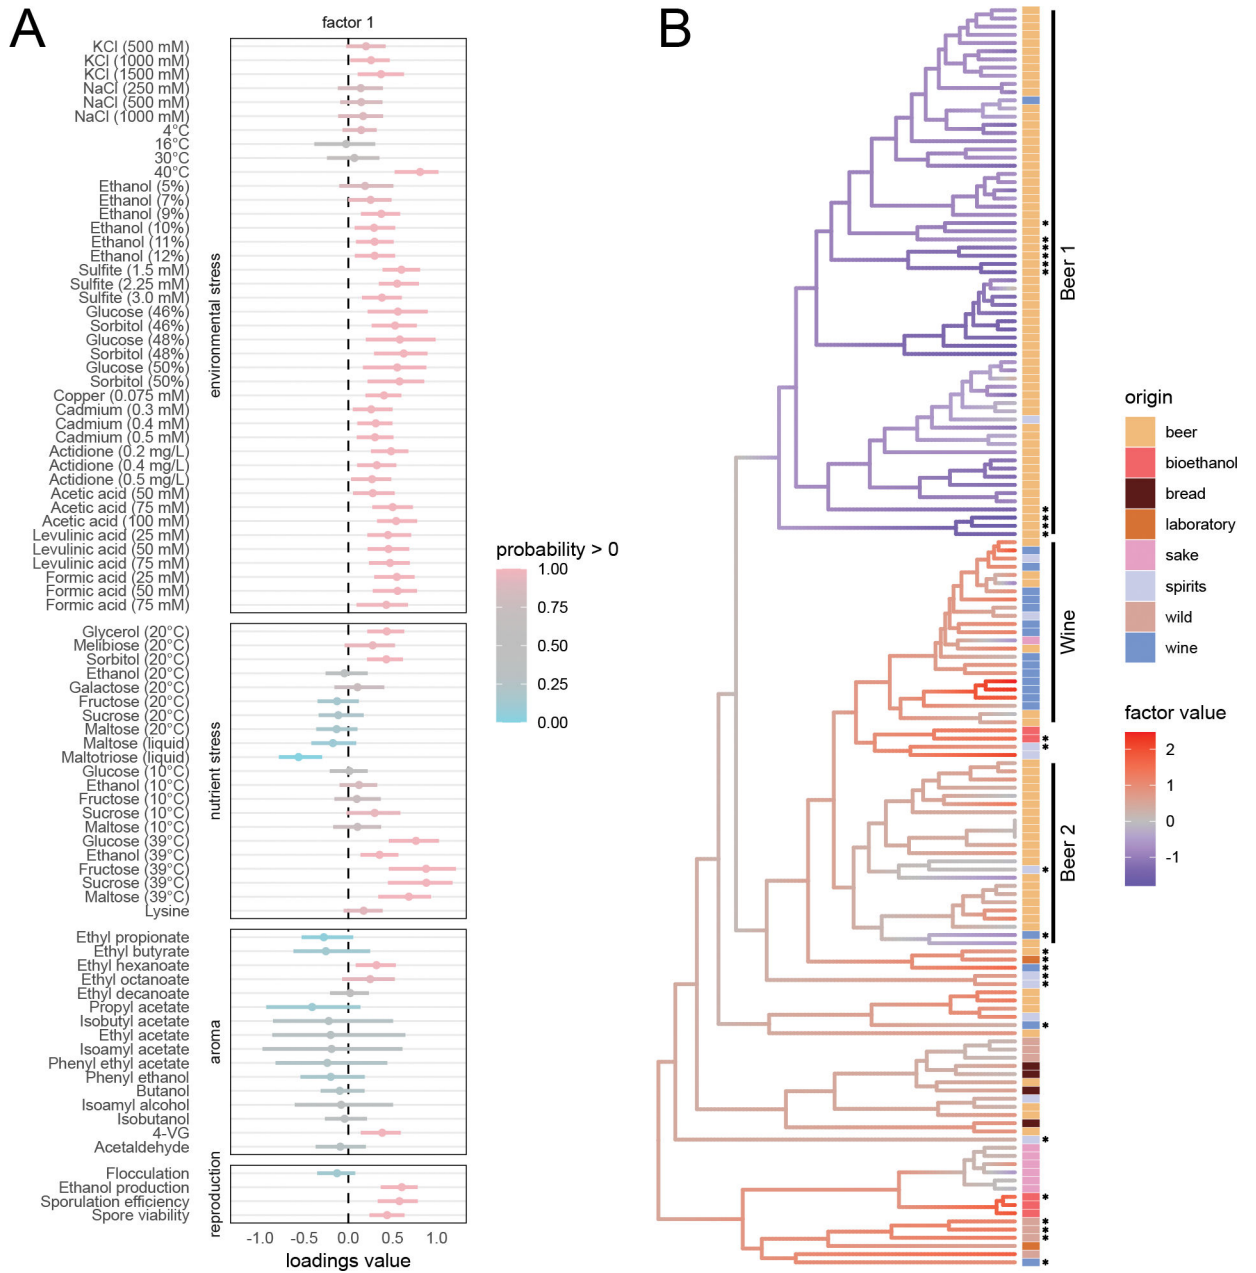 A
factor 1
KCl (500 mM)
KCl (1000 mM)
KCl (1500 mM)
NaCl (250 mM)
NaCl (500 mM)
NaCl (1000 mM)
4°C
16°C
30°C
40°C
Ethanol (5%)
Ethanol (7%)
Ethanol (9%)
Ethanol (10%)
Ethanol (11%)
Ethanol (12%)
Sulfite (1.5 mM)
Sulfite (2.25 mM)
Sulfite (3.0 mM)
Glucose (46%)
Sorbitol (46%)
Glucose (48%)
Sorbitol (48%)
Glucose (50%)
Sorbitol (50%)
Copper (0.075 mM)
Cadmium (0.3 mM)
Cadmium (0.4 mM)
Cadmium (0.5 mM)
Actidione (0.2 mg/L)
Actidione (0.4 mg/L)
Actidione (0.5 mg/L)
Acetic acid (50 mM)
Acetic acid (75 mM)
Acetic acid (100 mM)
Levulinic acid (25 mM)
Levulinic acid (50 mM)
Levulinic acid (75 mM)
Formic acid (25 mM)
Formic acid (50 mM)
Formic acid (75 mM)
environmental stress
Glycerol (20°C)
Melibiose (20°C)
Sorbitol (20°C)
Ethanol (20°C)
Galactose (20°C)
Fructose (20°C)
Sucrose (20°C)
Maltose (20°C)
Maltose (liquid)
Maltotriose (liquid)
Glucose (10°C)
Ethanol (10°C)
Fructose (10°C)
Sucrose (10°C)
Maltose (10°C)
Glucose (39°C)
Ethanol (39°C)
Fructose (39°C)
Sucrose (39°C)
Maltose (39°C)
Lysine
nutrient stress
Ethyl propionate
Ethyl butyrate
Ethyl hexanoate
Ethyl octanoate
Ethyl decanoate
Propyl acetate
Isobutyl acetate
Ethyl acetate
Isoamyl acetate
Phenyl ethyl acetate
Phenyl ethanol
Butanol
Isoamyl alcohol
Isobutanol
4-VG
Acetaldehyde
aroma
Flocculation
Ethanol production
Sporulation efficiency
Spore viability
reproduction
-1.0 -0.5 0.0 0.5 1.0
loadings value
probability > 0
1.00
0.75
0.50
0.25
0.00
B
Beer 1
Wine
Beer 2
origin
beer
bioethanol
bread
laboratory
sake
spirits
wild
wine
factor value
2
1
0
-1